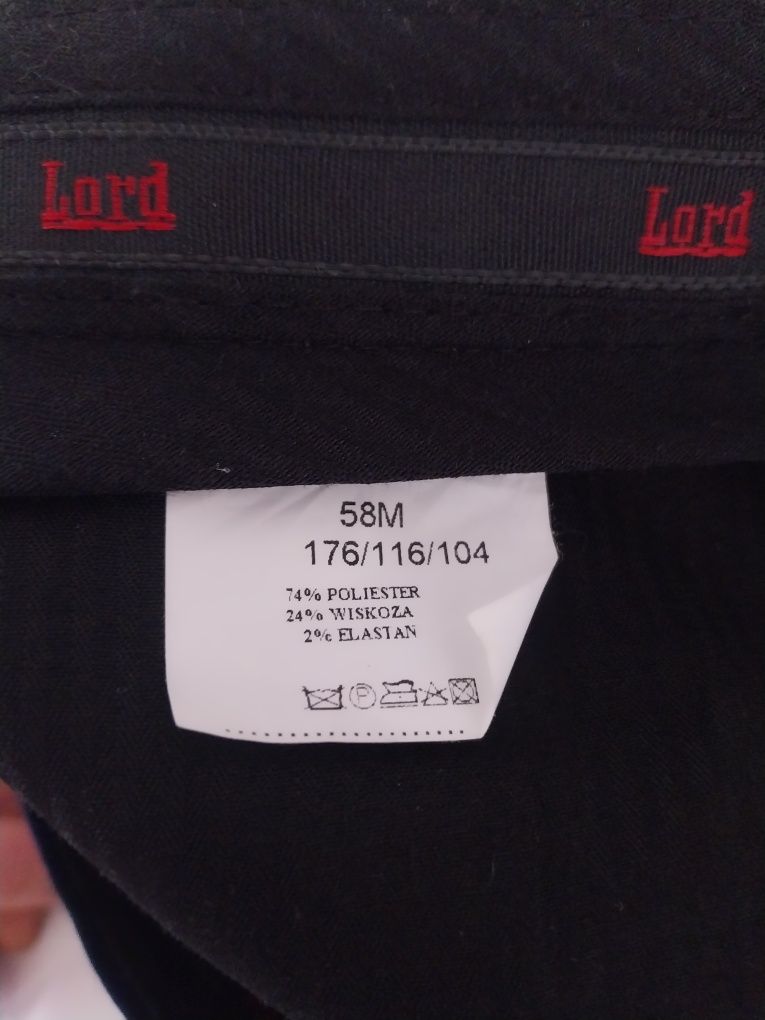 Lord Lord
58M
176/116/104
74% POLIESTER
24% WISKOZA
2% ELASTAN
P